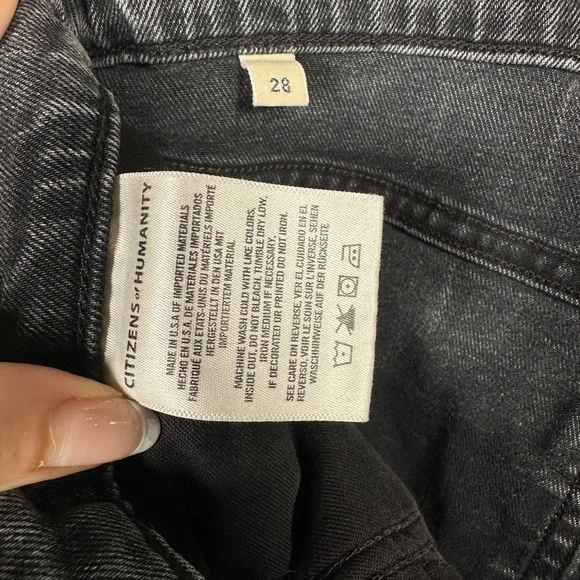 28
CITIZENS of HUMANITY
MADE IN U.S.A OF IMPORTED MATERIALS
HECHO EN U.S.A. DE MATERIALES IMPORTADOS
FABRIQUÉ AUX ETATS-UNIS DU MATÉRIELS IMPORTÉ
HERGESTELLT IN DEN USA MIT
IMPORTIERTEM MATERIAL.
MACHINE WASH COLD WITH LIKE COLORS,
INSIDE OUT, DO NOT BLEACH, TUMBLE DRY LOW,
IRON MEDIUM IF NECESSARY.
IF DECORATED OR PRINTED DO NOT IRON.
SEE CARE ON REVERSE, VER EL CUIDADO EN EL
REVERSO, VOIR LE SOIN SUR L'INVERSE, SEHEN
WASCHHINWEISE AUF DER RÜCKSEITE